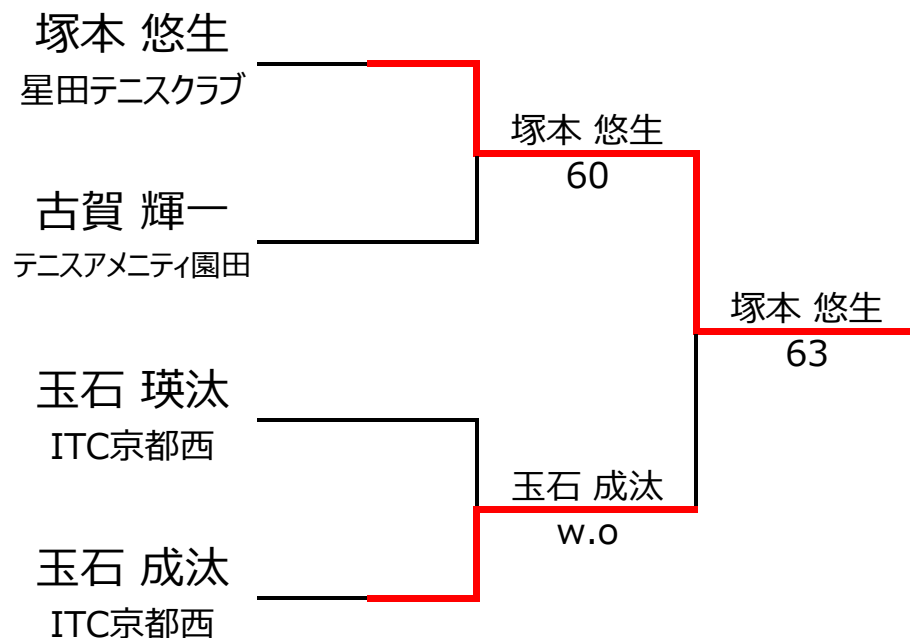 塚本 悠生
星田テニスクラブ
塚本 悠生
60
古賀 輝一
テニスアメニティ園田
塚本 悠生
63
玉石 瑛汰
ITC京都西
玉石 成汰
w.o
玉石 成汰
ITC京都西